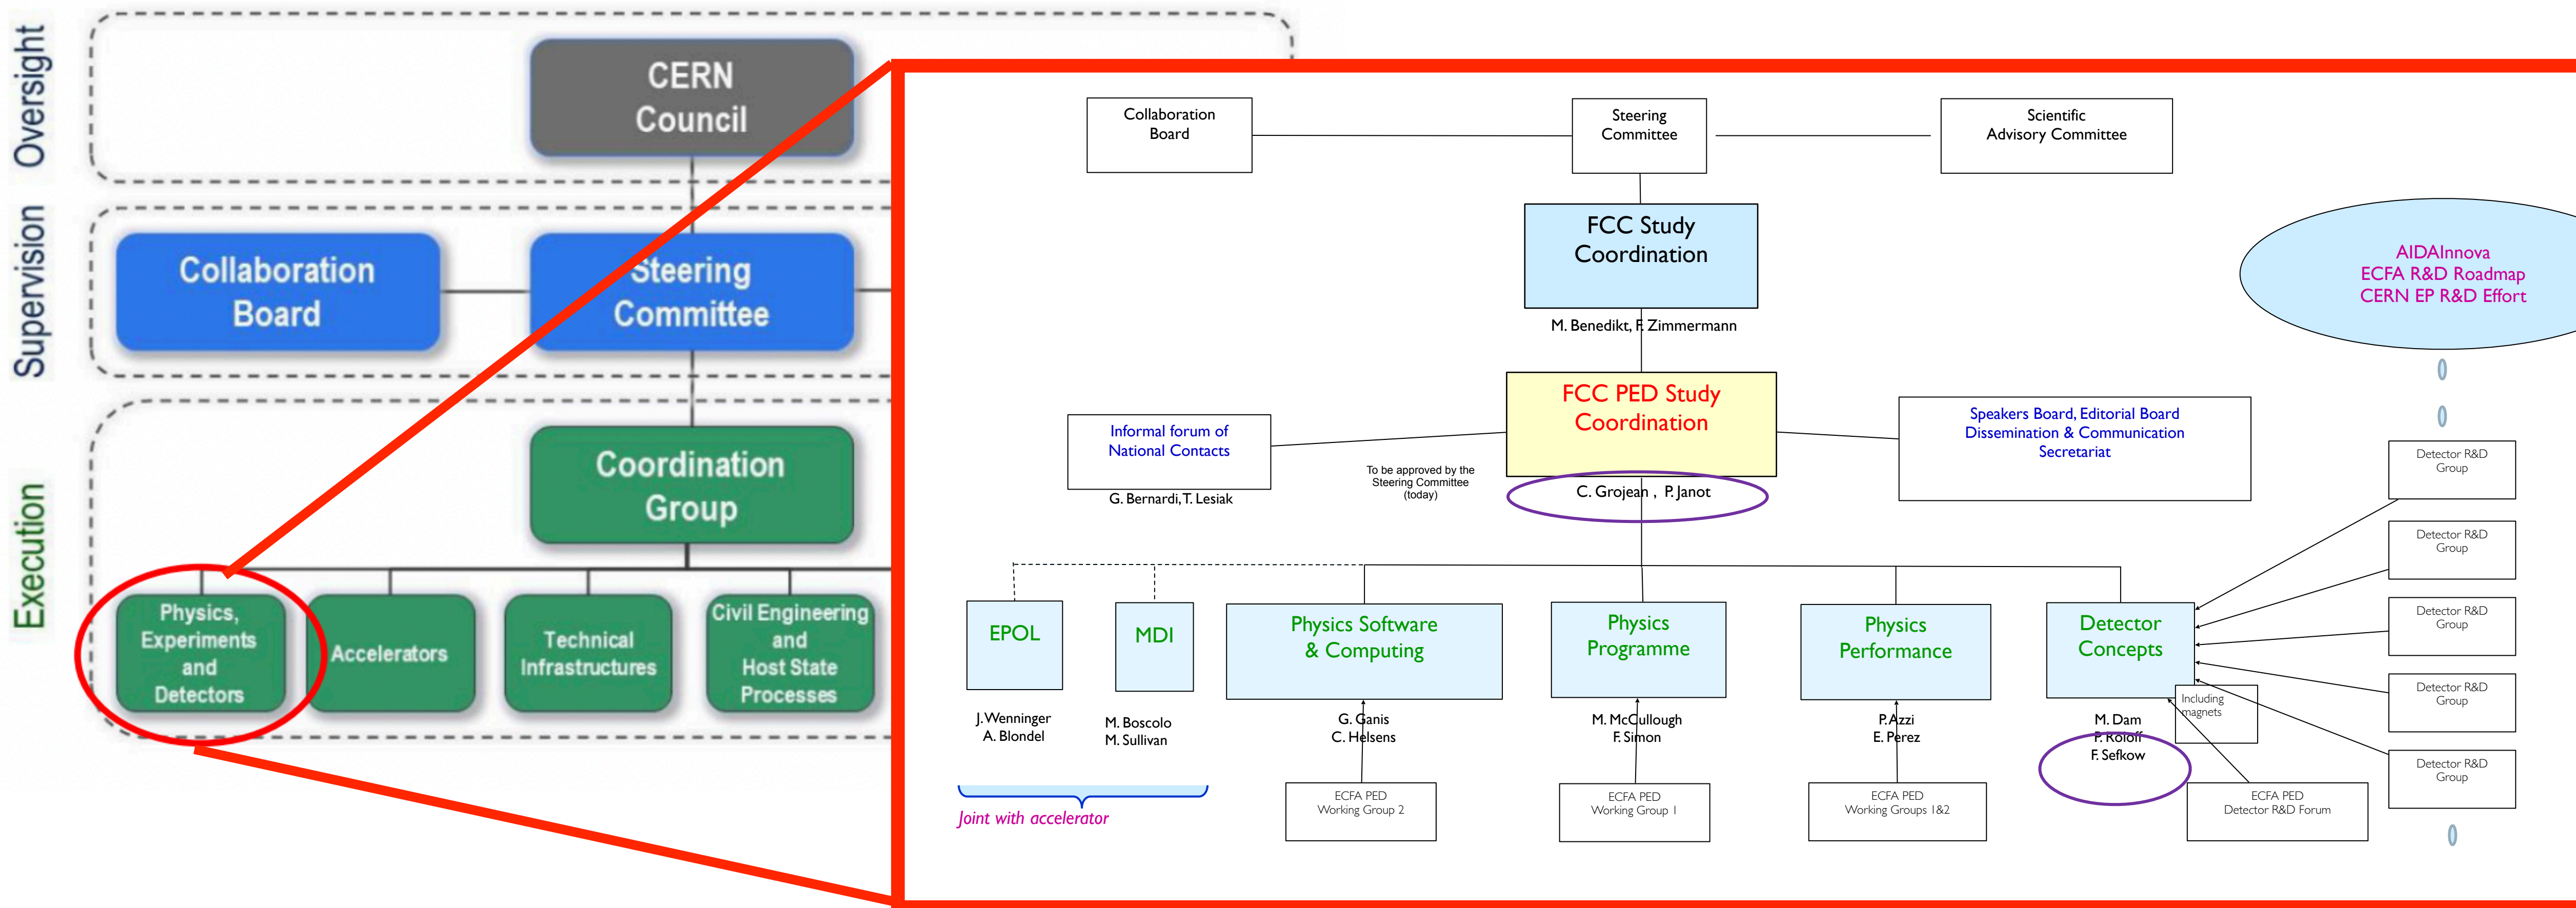 Oversight
CERN
Council
Supervision
Collaboration
Board
Steering
Committee
Execution
Coordination
Group
Physics,
Experiments
and
Detectors
Accelerators
Technical
Infrastructures
Civil Engineering
and
Host State
Processes
Collaboration
Board
Steering
Committee
Scientific
Advisory Committee
FCC Study
Coordination
M. Benedikt, F. Zimmermann
AIDAInnova
ECFA R&D Roadmap
CERN EP R&D Effort
FCC PED Study
Coordination
Informal forum of
National Contacts
G. Bernardi, T. Lesiak
To be approved by the
Steering Committee
(today)
C. Grojean , P. Janot
Speakers Board, Editorial Board
Dissemination & Communication
Secretariat
Detector R&D
Group
Detector R&D
Group
Detector R&D
Group
Detector R&D
Group
Detector R&D
Group
EPOL
J. Wenninger
A. Blondel
MDI
M. Boscolo
M. Sullivan
Joint with accelerator
Physics Software
& Computing
G. Ganis
C. Helsens
ECFA PED
Working Group 2
Physics
Programme
M. McCullough
F. Simon
ECFA PED
Working Group 1
Physics
Performance
P. Azzi
E. Perez
ECFA PED
Working Groups 1&2
Detector
Concepts
Including
magnets
M. Dam
P. Roloff
F. Sefkow
ECFA PED
Detector R&D Forum